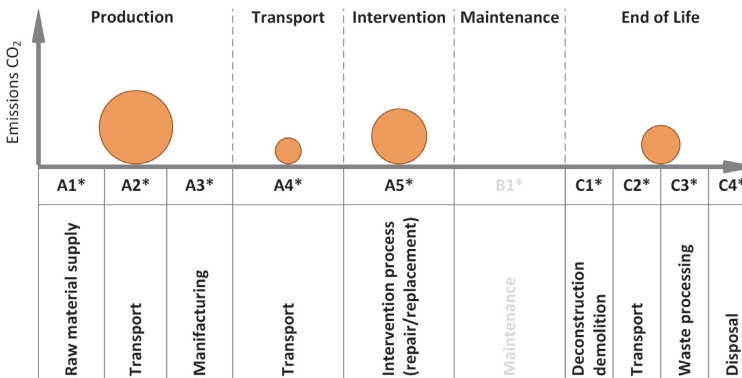 Production
Transport
Intervention
Maintenance
End of Life
Emissions CO₂
A1*
A2*
A3*
A4*
A5*
B1*
C1*
C2*
C3*
C4*
Raw material supply
Transport
Manifacturing
Transport
Intervention process
(repair/replacement)
Maintenance
Deconstruction
demolition
Transport
Waste processing
Disposal